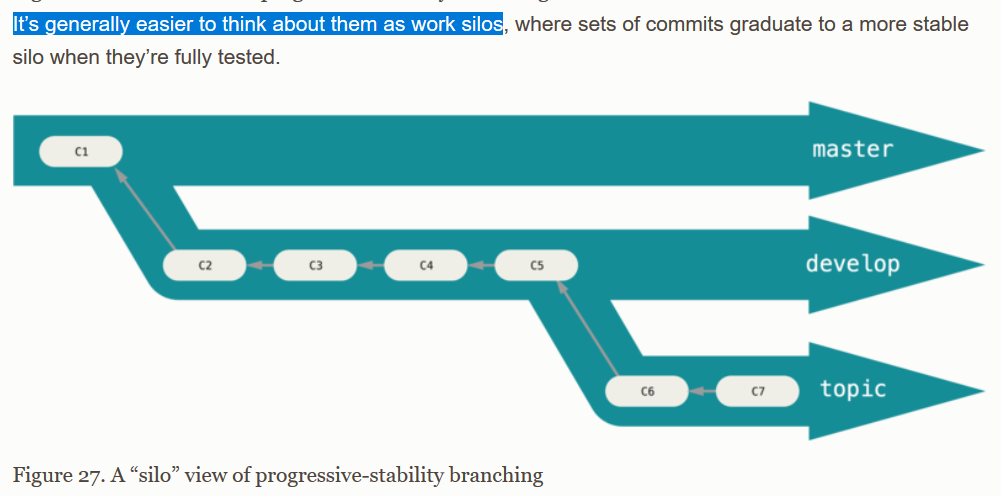 It’s generally easier to think about them as work silos, where sets of commits graduate to a more stable
silo when they’re fully tested.
C1
master
C2
C3
C4
C5
develop
C6
C7
topic
Figure 27. A “silo” view of progressive-stability branching